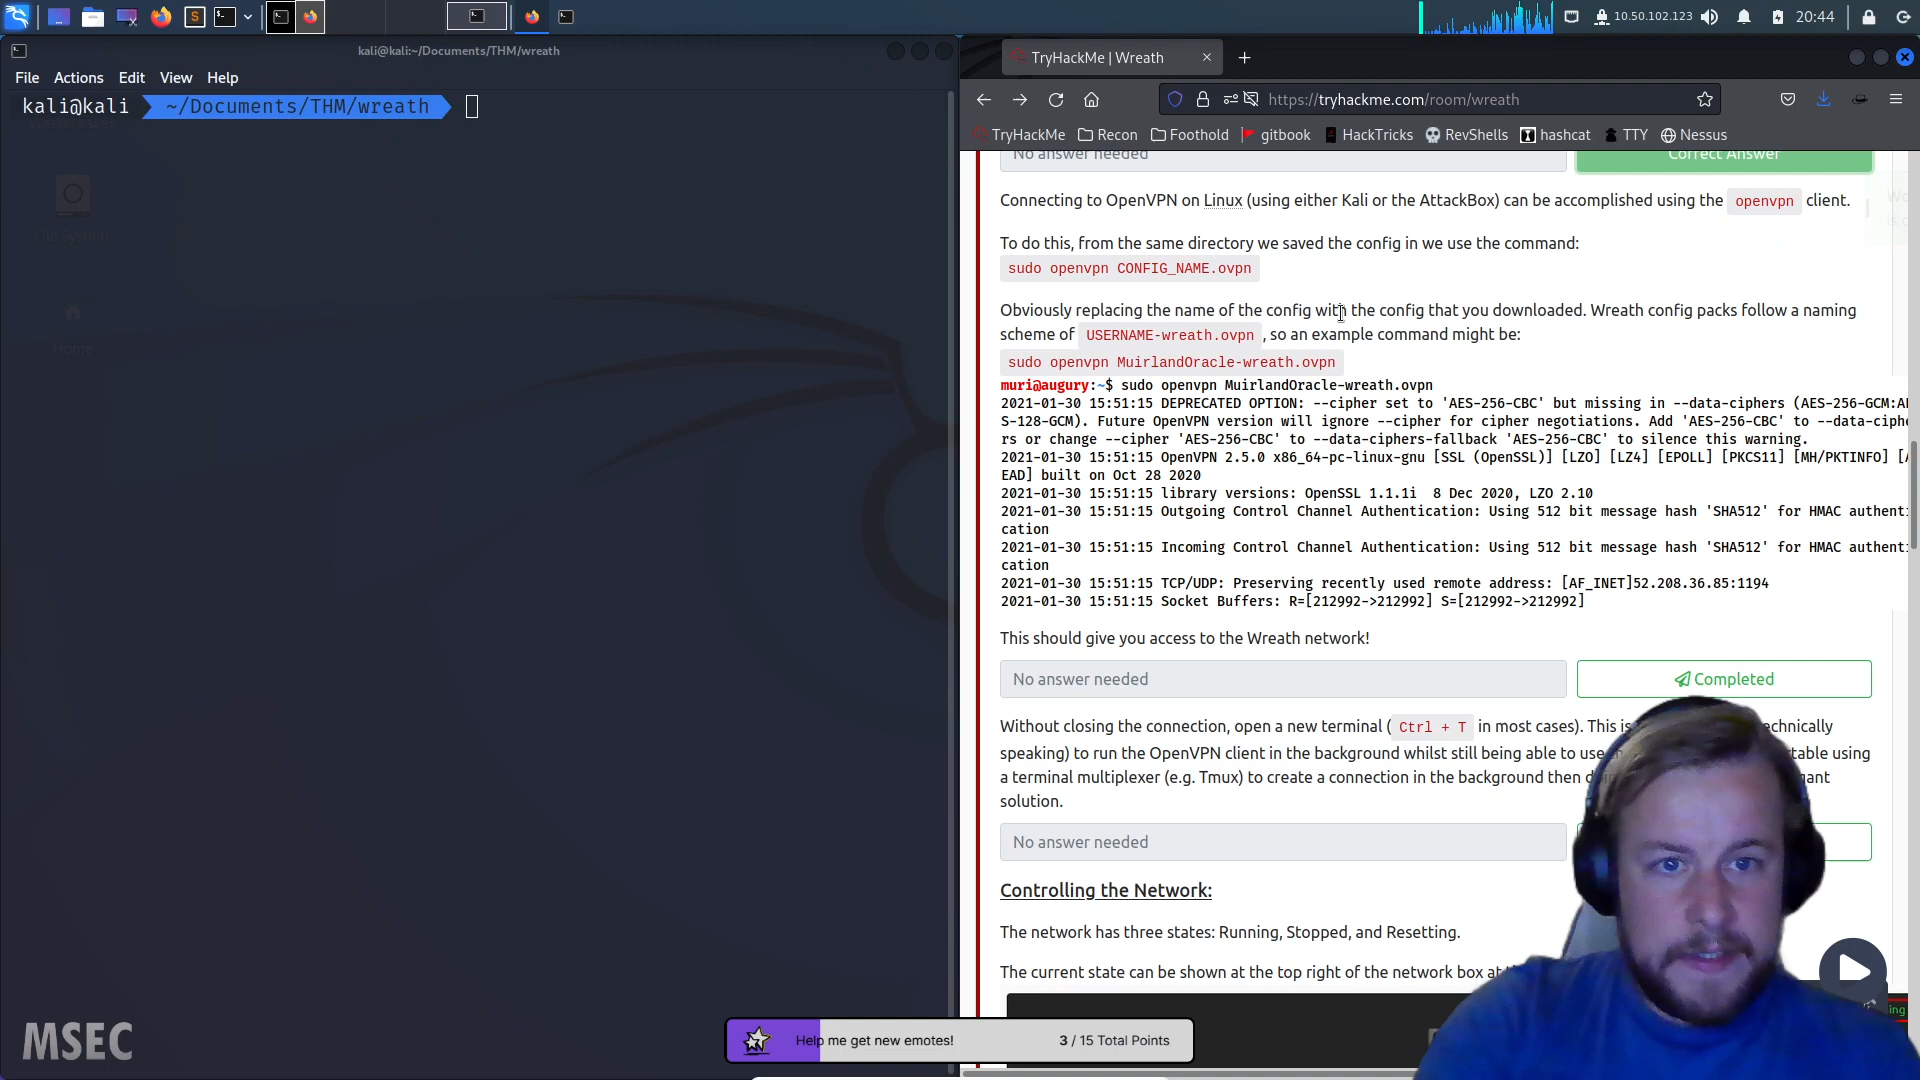 10.50.102.123
20:44
kali@kali:~/Documents/THM/wreath
File Actions Edit View Help
kali@kali ~/Documents/THM/wreath
File System
Home
MSEC
TryHackMe | Wreath
https://tryhackme.com/room/wreath
TryHackMe Recon Foothold gitbook HackTricks RevShells hashcat TTY Nessus
No answer needed
Correct Answer
Connecting to OpenVPN on Linux (using either Kali or the AttackBox) can be accomplished using the openvpn client.
To do this, from the same directory we saved the config in we use the command:
sudo openvpn CONFIG_NAME.ovpn
Obviously replacing the name of the config with the config that you downloaded. Wreath config packs follow a naming
scheme of USERNAME-wreath.ovpn , so an example command might be:
sudo openvpn MuirlandOracle-wreath.ovpn
muri@augury:~$ sudo openvpn MuirlandOracle-wreath.ovpn
2021-01-30 15:51:15 DEPRECATED OPTION: --cipher set to 'AES-256-CBC' but missing in --data-ciphers (AES-256-GCM:AE
S-128-GCM). Future OpenVPN version will ignore --cipher for cipher negotiations. Add 'AES-256-CBC' to --data-ciphe
rs or change --cipher 'AES-256-CBC' to --data-ciphers-fallback 'AES-256-CBC' to silence this warning.
2021-01-30 15:51:15 OpenVPN 2.5.0 x86_64-pc-linux-gnu [SSL (OpenSSL)] [LZO] [LZ4] [EPOLL] [PKCS11] [MH/PKTINFO] [A
EAD] built on Oct 28 2020
2021-01-30 15:51:15 library versions: OpenSSL 1.1.1i  8 Dec 2020, LZO 2.10
2021-01-30 15:51:15 Outgoing Control Channel Authentication: Using 512 bit message hash 'SHA512' for HMAC authenti
cation
2021-01-30 15:51:15 Incoming Control Channel Authentication: Using 512 bit message hash 'SHA512' for HMAC authenti
cation
2021-01-30 15:51:15 TCP/UDP: Preserving recently used remote address: [AF_INET]52.208.36.85:1194
2021-01-30 15:51:15 Socket Buffers: R=[212992->212992] S=[212992->212992]
This should give you access to the Wreath network!
No answer needed
Completed
Without closing the connection, open a new terminal ( Ctrl + T in most cases). This is technically
speaking) to run the OpenVPN client in the background whilst still being able to use table using
a terminal multiplexer (e.g. Tmux) to create a connection in the background then
solution.
No answer needed
Controlling the Network:
The network has three states: Running, Stopped, and Resetting.
The current state can be shown at the top right of the network box at
ing
Help me get new emotes!
3 / 15 Total Points